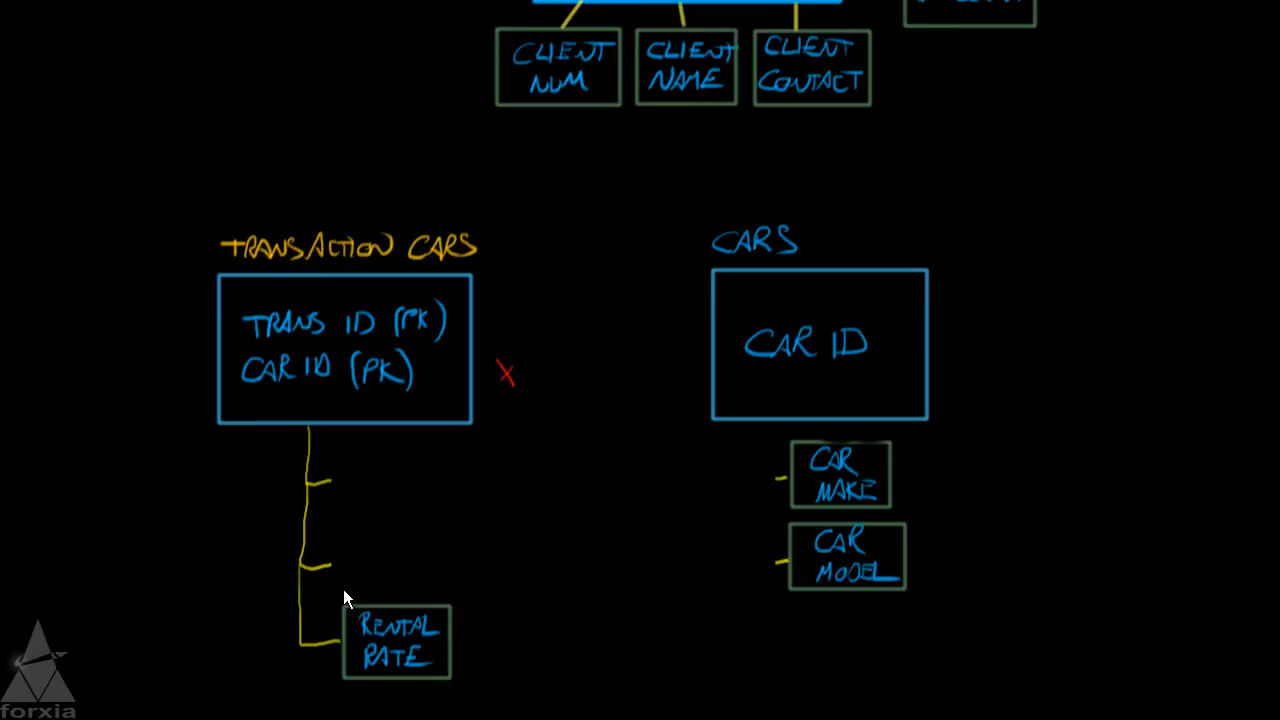 CLIENT
NUM
CLIENT
NAME
CLIENT
CONTACT
TRANSACTION CARS
TRANS ID (PK)
CAR ID (PK)
X
RENTAL
RATE
CARS
CAR ID
CAR
MAKE
CAR
MODEL
forxia